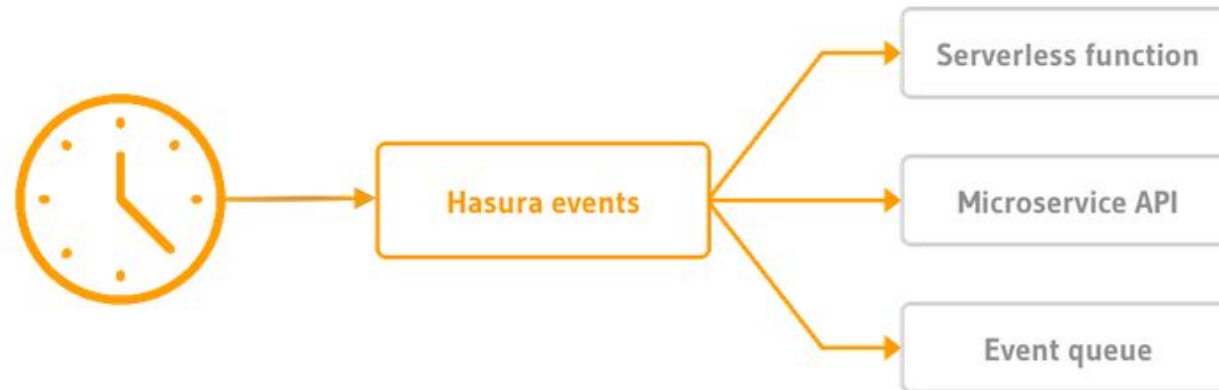 Serverless function
Hasura events
Microservice API
Event queue